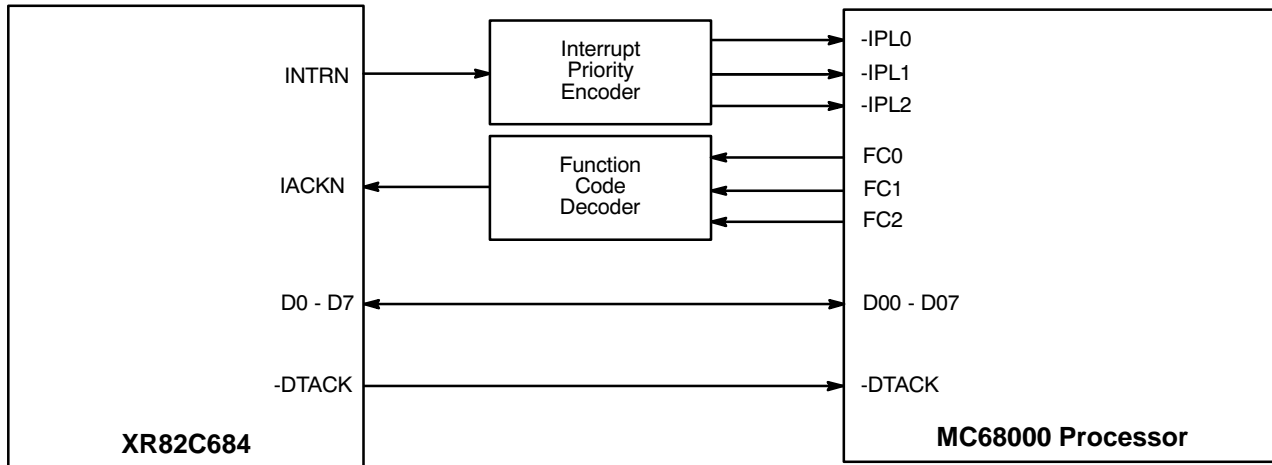 INTRN
IACKN
D0 - D7
-DTACK
XR82C684
Interrupt
Priority
Encoder
Function
Code
Decoder
-IPL0
-IPL1
-IPL2
FC0
FC1
FC2
D00 - D07
-DTACK
MC68000 Processor